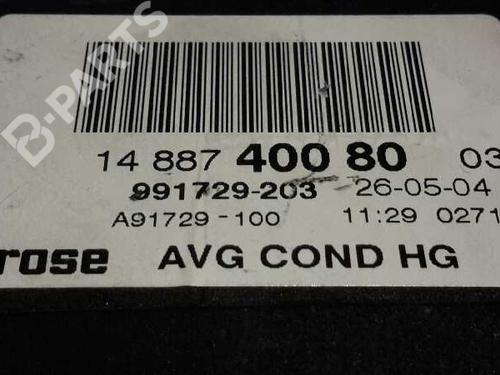 B-PARTS
14 887 400 80 03
991729-203 26-05-04
A91729-100 11:29 0271
rose AVG COND HG